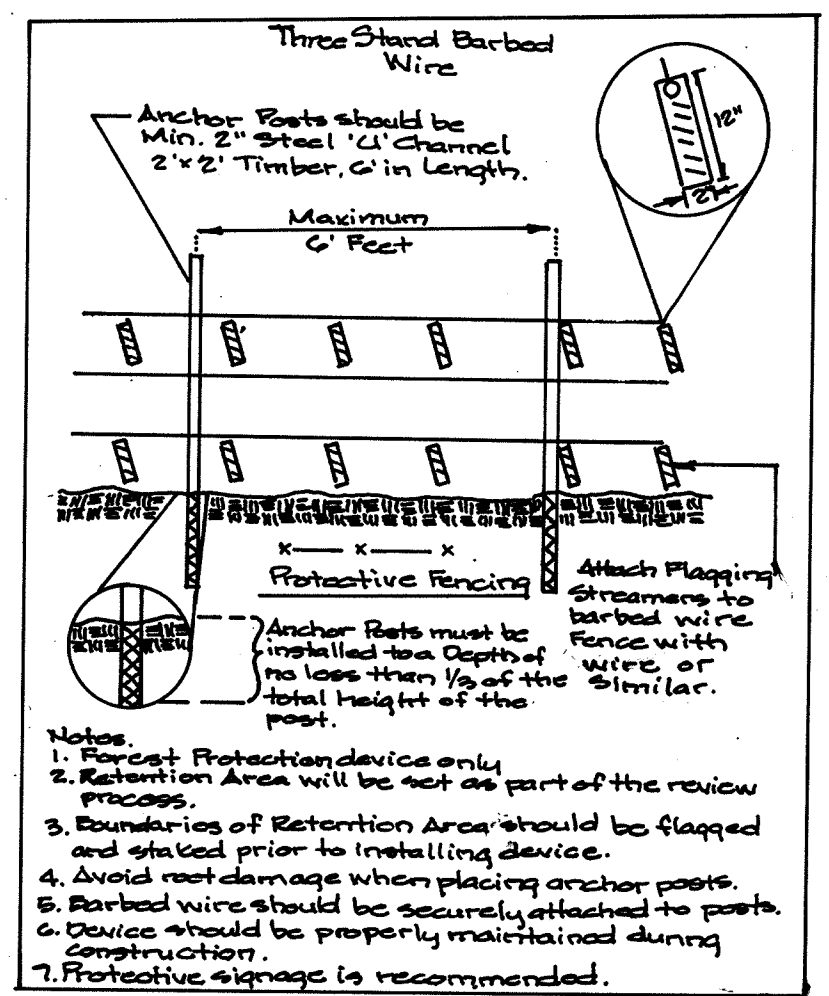 Three Stand Barbed
Wire
Anchor Posts should be
Min. 2" Steel 'U' Channel
2'x2' Timber, 6' in Length.
12"
2"
Maximum
6' Feet
x — x — x
Protective Fencing
Attach Flagging
Streamers to
barbed wire
Fence with
wire or
Similar.
Anchor Posts must be
installed to a Depth of
no less than 1/3 of the
total height of the
post.
Notes.
1. Forest Protection device only
2. Retention Area will be set as part of the review
process.
3. Boundaries of Retention Area should be flagged
and staked prior to installing device.
4. Avoid root damage when placing anchor posts.
5. Barbed wire should be securely attached to posts.
6. Device should be properly maintained during
construction.
7. Protective signage is recommended.